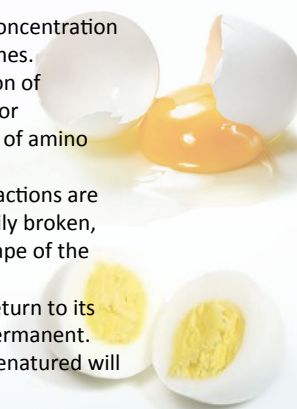 oncentration
nes.
on of
or
of amino
actions are
ily broken,
ape of the
eturn to its
ermanent.
enatured will